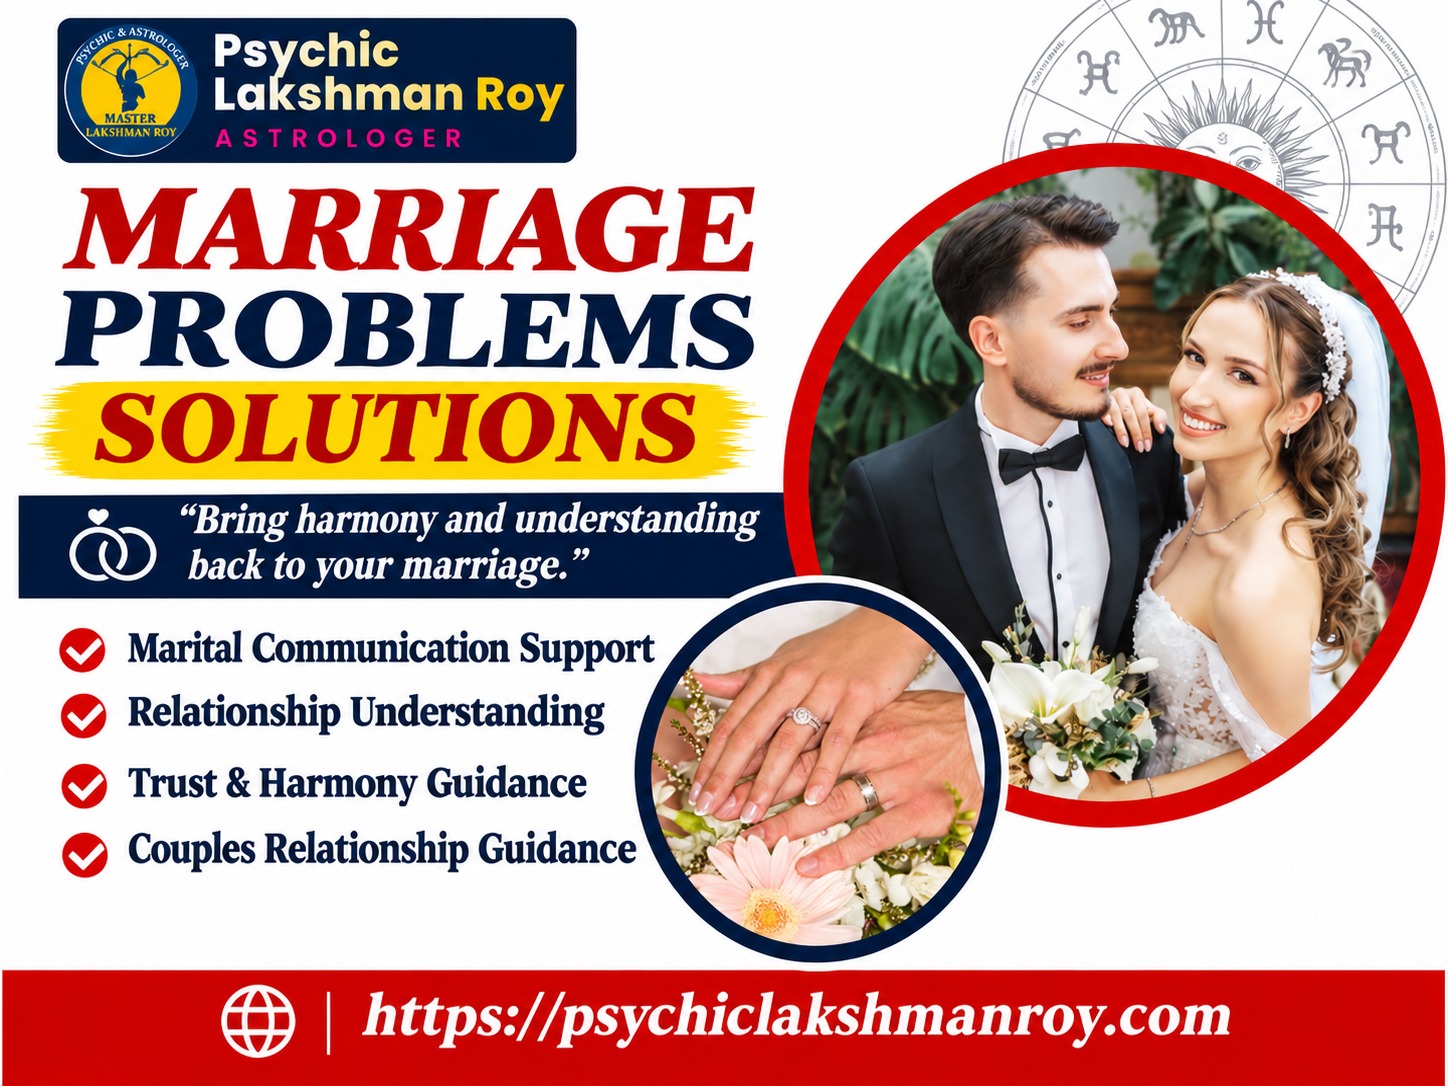 PSYCHIC & ASTROLOGER
MASTER
LAKSHMAN ROY
Psychic
Lakshman Roy
ASTROLOGER
MARRIAGE
PROBLEMS
SOLUTIONS
“Bring harmony and understanding
back to your marriage.”
Marital Communication Support
Relationship Understanding
Trust & Harmony Guidance
Couples Relationship Guidance
https://psychiclakshmanroy.com